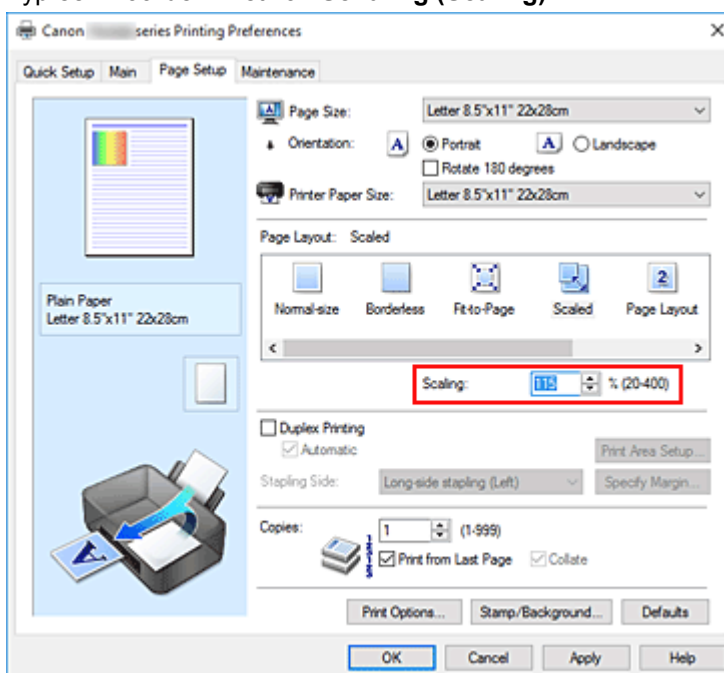 Canon series Printing Preferences
Quick Setup Main Page Setup Maintenance
Page Size: Letter 8.5"x11" 22x28cm
Orientation: A Portrait A Landscape
Rotate 180 degrees
Printer Paper Size: Letter 8.5"x11" 22x28cm
Page Layout: Scaled
Normal-size Borderless Fit-to-Page Scaled 2 Page Layout
Plain Paper
Letter 8.5"x11" 22x28cm
Scaling: 115 % (20-400)
Duplex Printing
Automatic Print Area Setup...
Stapling Side: Long-side stapling (Left) Specify Margin...
Copies: 1 (1-999)
Print from Last Page Collate
Print Options... Stamp/Background... Defaults
OK Cancel Apply Help